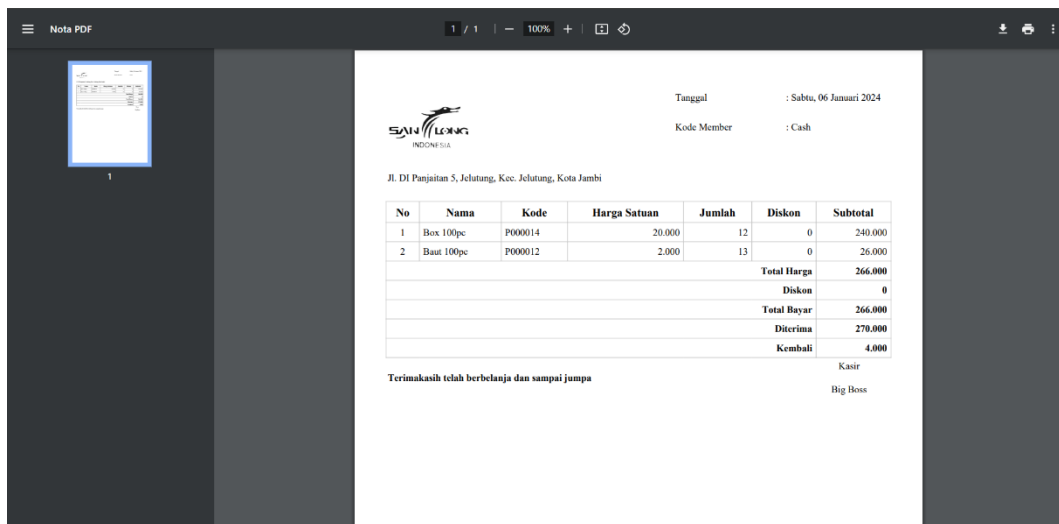 Nota PDF
1 / 1
100%
1
SAN LONG
INDONESIA
Tanggal : Sabtu, 06 Januari 2024
Kode Member : Cash
Jl. DI Panjaitan 5, Jelutung, Kec. Jelutung, Kota Jambi
No Nama Kode Harga Satuan Jumlah Diskon Subtotal
1 Box 100pc P000014 20.000 12 0 240.000
2 Baut 100pc P000012 2.000 13 0 26.000
Total Harga 266.000
Diskon 0
Total Bayar 266.000
Diterima 270.000
Kembali 4.000
Kasir
Terimakasih telah berbelanja dan sampai jumpa
Big Boss